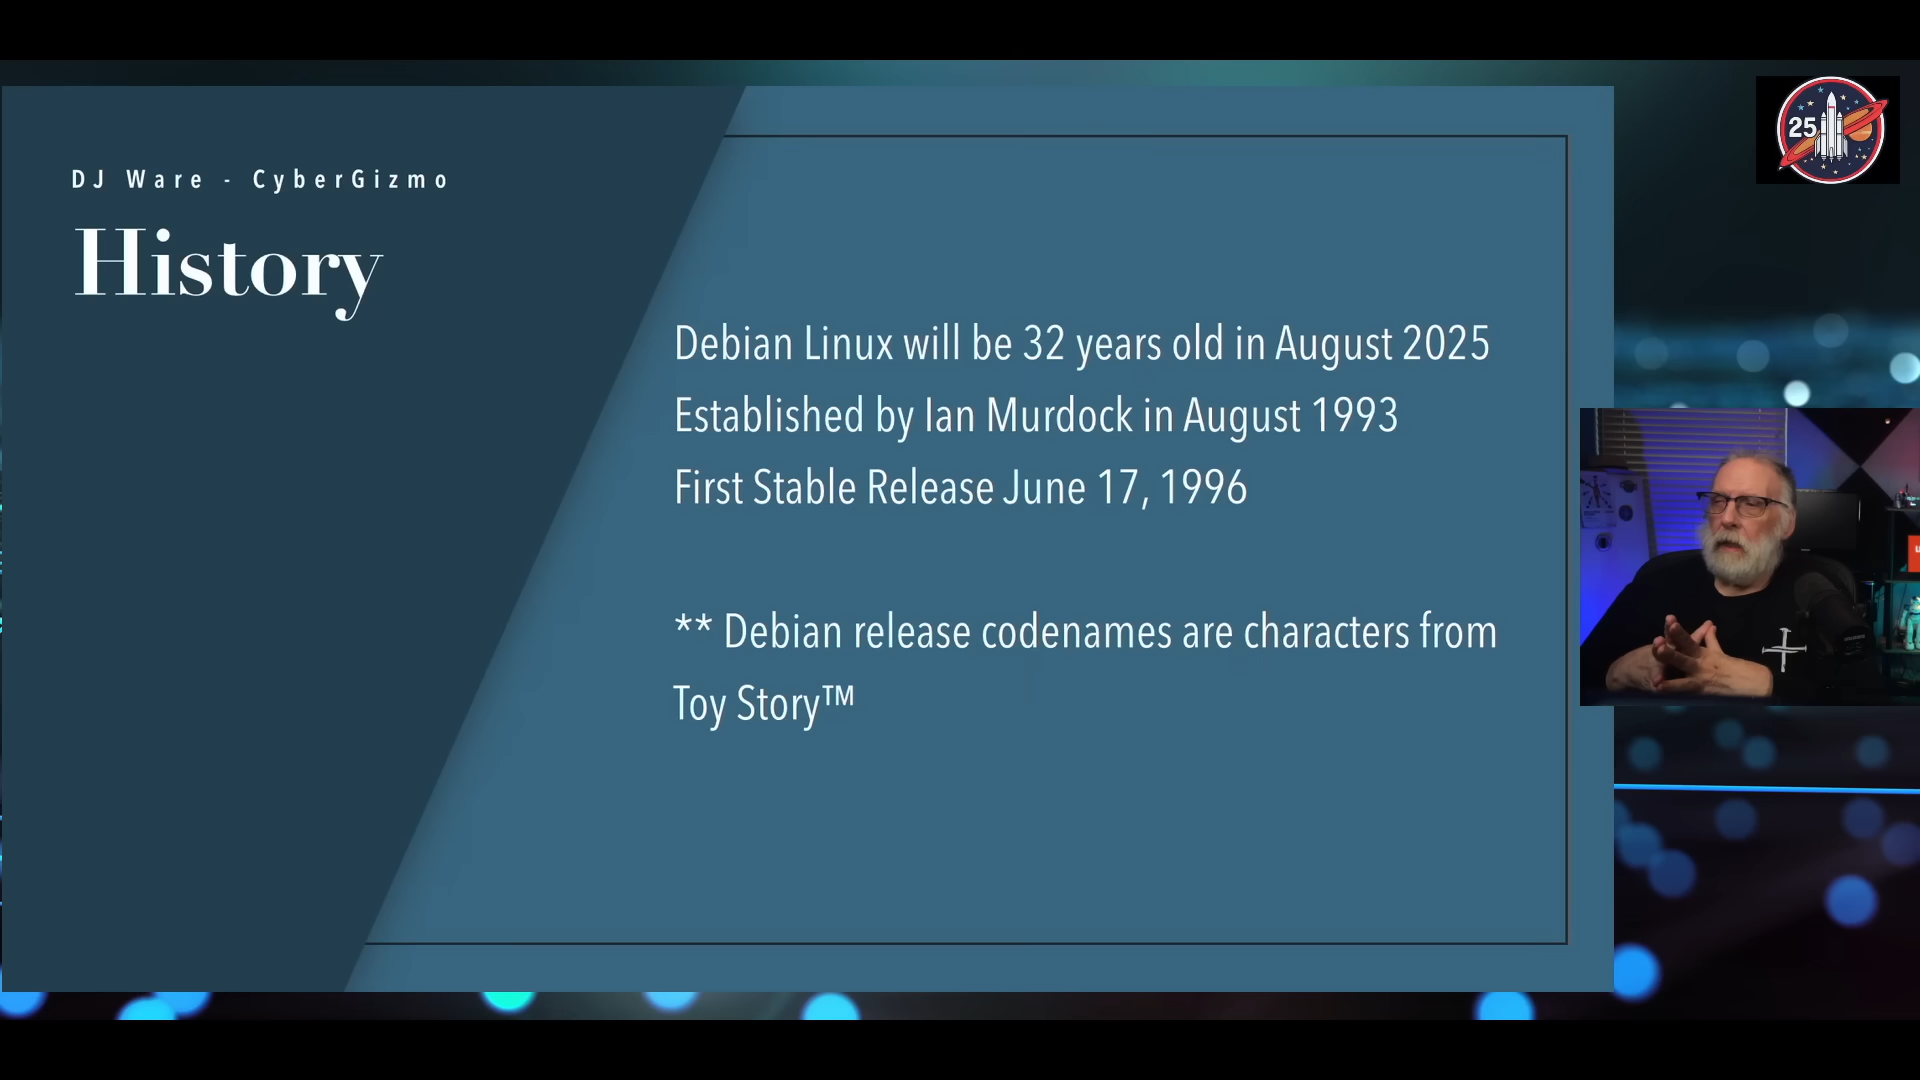 DJ Ware - CyberGizmo
History
Debian Linux will be 32 years old in August 2025
Established by Ian Murdock in August 1993
First Stable Release June 17, 1996
** Debian release codenames are characters from
Toy Story™
25